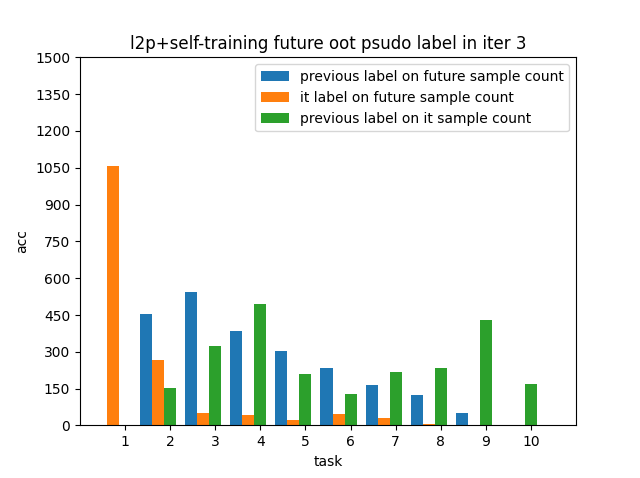 l2p+self-training future oot psudo label in iter 3
previous label on future sample count
it label on future sample count
previous label on it sample count
acc
1500
1350
1200
1050
900
750
600
450
300
150
0
1 2 3 4 5 6 7 8 9 10
task